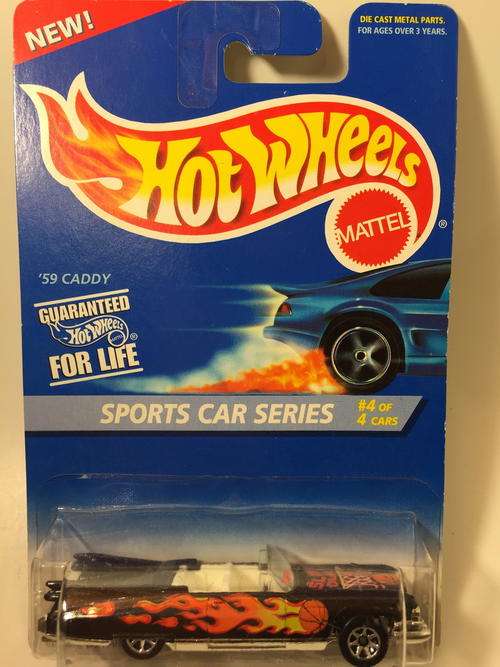 NEW!
DIE CAST METAL PARTS.
FOR AGES OVER 3 YEARS.
HOT WHEELS
MATTEL
®
'59 CADDY
GUARANTEED
HOT WHEELS
®
FOR LIFE
SPORTS CAR SERIES
#4 OF
4 CARS